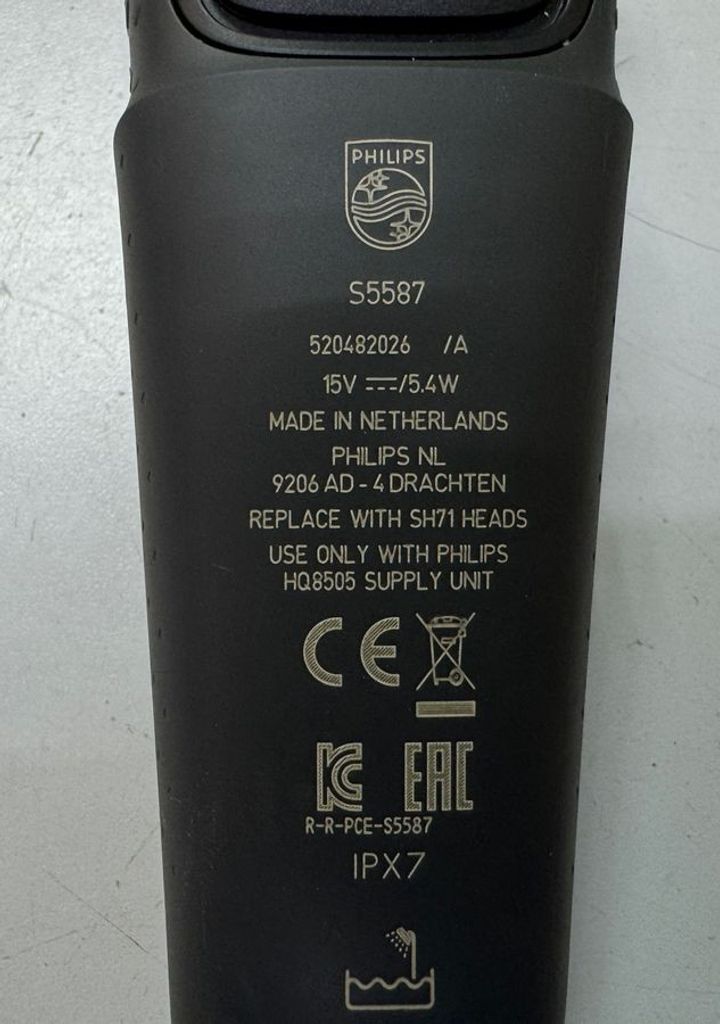 PHILIPS
S5587
520482026 /A
15V ⎓/5.4W
MADE IN NETHERLANDS
PHILIPS NL
9206 AD - 4 DRACHTEN
REPLACE WITH SH71 HEADS
USE ONLY WITH PHILIPS
HQ8505 SUPPLY UNIT
CE
KC EAC
R-R-PCE-S5587
IPX7